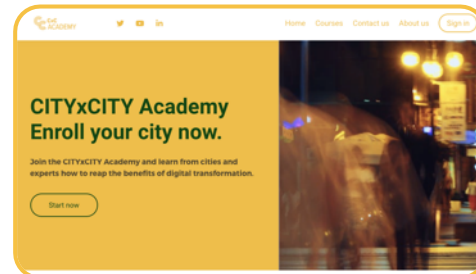 CxC
ACADEMY
Home Courses Contact us About us Sign in
CITYxCITY Academy
Enroll your city now.
Join the CITYxCITY Academy and learn from cities and
experts how to reap the benefits of digital transformation.
Start now